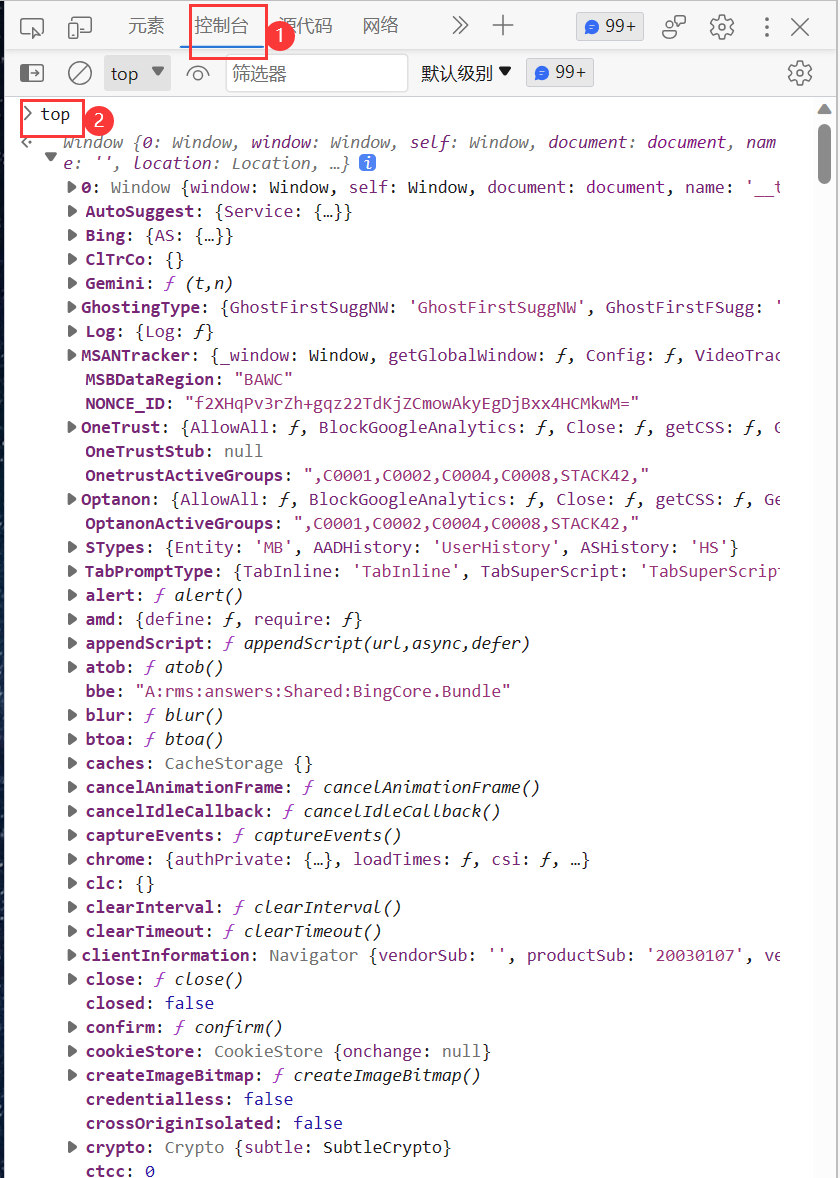 元素 控制台 源代码 网络 99+
1
top 筛选器 默认级别 99+
top
2
Window {0: Window, window: Window, self: Window, document: document, nam
e: '', location: Location, …} i
0: Window {window: Window, self: Window, document: document, name: '__t
AutoSuggest: {Service: {…}}
Bing: {AS: {…}}
ClTrCo: {}
Gemini: ƒ (t,n)
GhostingType: {GhostFirstSuggNW: 'GhostFirstSuggNW', GhostFirstFSugg: '
Log: {Log: ƒ}
MSANTracker: {_window: Window, getGlobalWindow: ƒ, Config: ƒ, VideoTrac
MSBDataRegion: "BAWC"
NONCE_ID: "f2XHqPv3rZh+gqz22TdKjZCmowAkyEgDjBxx4HCMkwM="
OneTrust: {AllowAll: ƒ, BlockGoogleAnalytics: ƒ, Close: ƒ, getCSS: ƒ, G
OneTrustStub: null
OnetrustActiveGroups: ",C0001,C0002,C0004,C0008,STACK42,"
Optanon: {AllowAll: ƒ, BlockGoogleAnalytics: ƒ, Close: ƒ, getCSS: ƒ, Ge
OptanonActiveGroups: ",C0001,C0002,C0004,C0008,STACK42,"
STypes: {Entity: 'MB', AADHistory: 'UserHistory', ASHistory: 'HS'}
TabPromptType: {TabInline: 'TabInline', TabSuperScript: 'TabSuperScript
alert: ƒ alert()
amd: {define: ƒ, require: ƒ}
appendScript: ƒ appendScript(url,async,defer)
atob: ƒ atob()
bbe: "A:rms:answers:Shared:BingCore.Bundle"
blur: ƒ blur()
btoa: ƒ btoa()
caches: CacheStorage {}
cancelAnimationFrame: ƒ cancelAnimationFrame()
cancelIdleCallback: ƒ cancelIdleCallback()
captureEvents: ƒ captureEvents()
chrome: {authPrivate: {…}, loadTimes: ƒ, csi: ƒ, …}
clc: {}
clearInterval: ƒ clearInterval()
clearTimeout: ƒ clearTimeout()
clientInformation: Navigator {vendorSub: '', productSub: '20030107', ve
close: ƒ close()
closed: false
confirm: ƒ confirm()
cookieStore: CookieStore {onchange: null}
createImageBitmap: ƒ createImageBitmap()
credentialless: false
crossOriginIsolated: false
crypto: Crypto {subtle: SubtleCrypto}
ctcc: 0